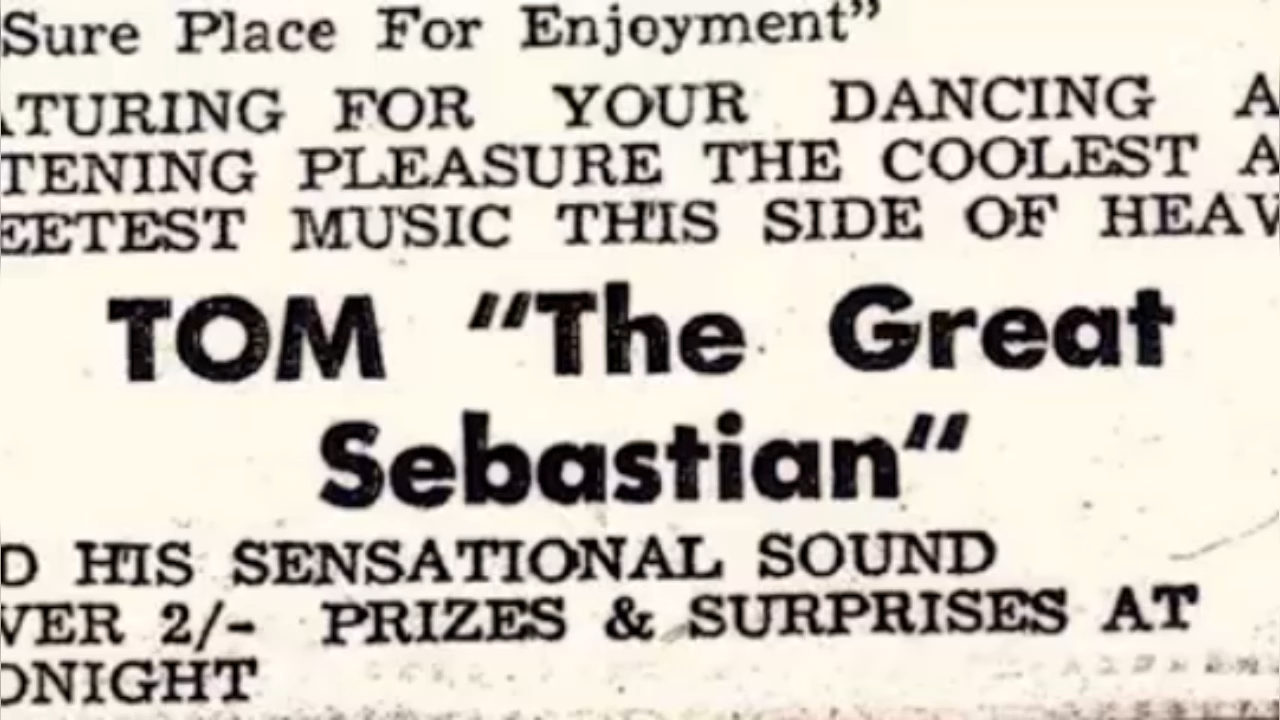 Sure Place For Enjoyment”
TURING FOR YOUR DANCING A
TENING PLEASURE THE COOLEST A
EETEST MUSIC THIS SIDE OF HEAV
TOM “The Great
Sebastian“
D HIS SENSATIONAL SOUND
VER 2/- PRIZES & SURPRISES AT
ONIGHT